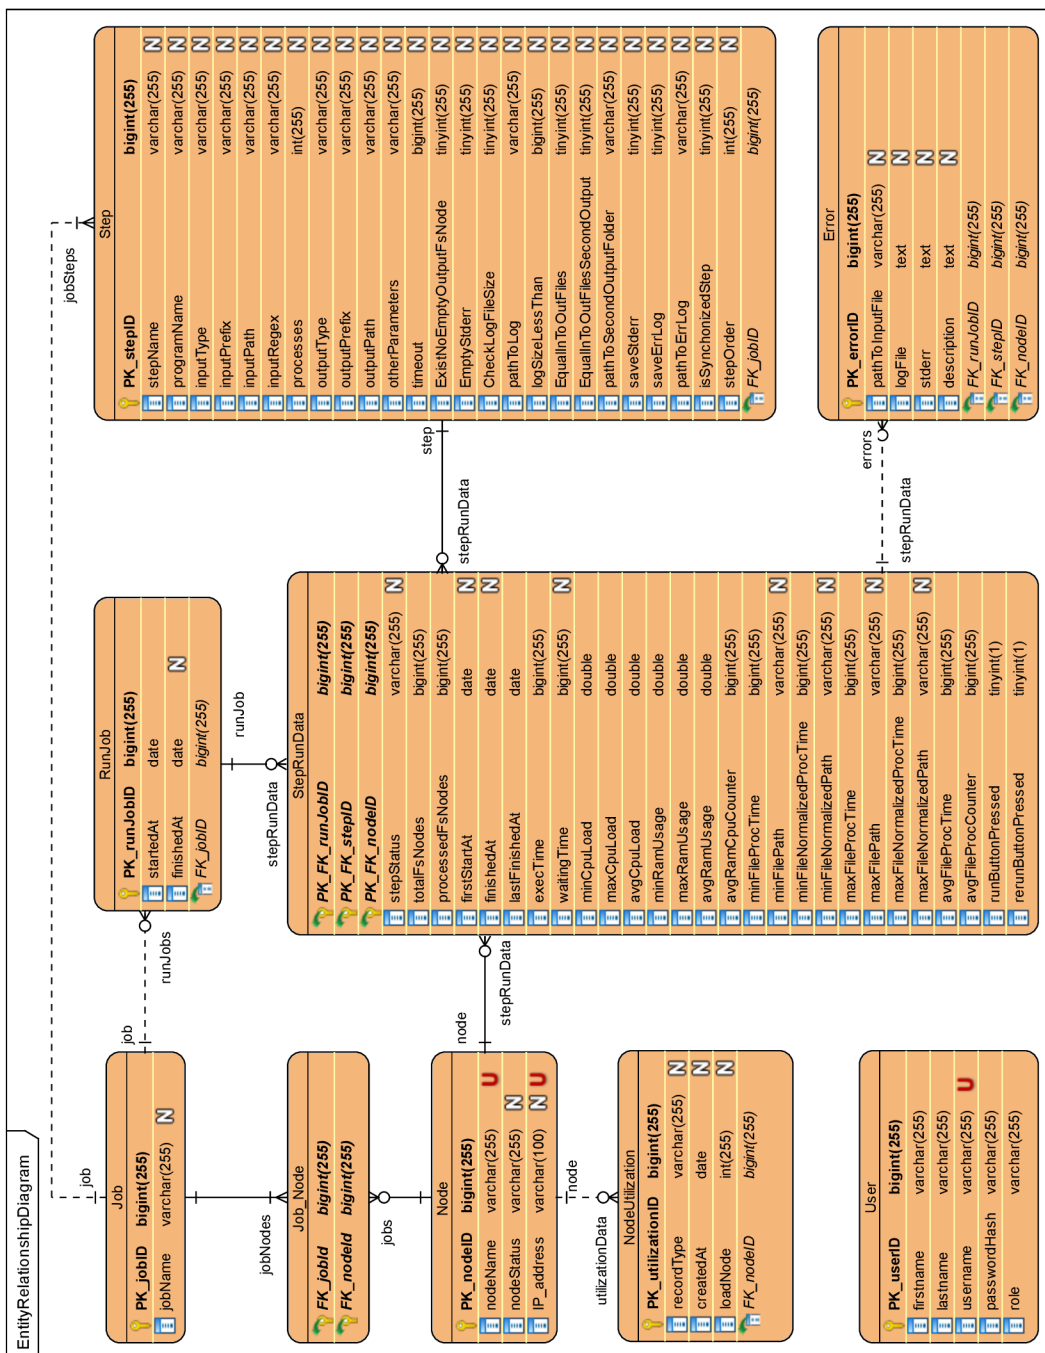 EntityRelationshipDiagram
Job
PK_jobID bigint(255)
jobName varchar(255) N
job
jobSteps
job
runJobs
jobNodes
Job_Node
PK_FK_jobId bigint(255)
PK_FK_nodeId bigint(255)
jobs
Node
PK_nodeID bigint(255)
nodeName varchar(255) U
nodeStatus varchar(255) N
IP_address varchar(100) N U
node
stepRunData
node
utilizationData
NodeUtilization
PK_utilizationID bigint(255)
recordType varchar(255) N
createdAt date N
loadNode int(255) N
FK_nodeID bigint(255)
User
PK_userID bigint(255)
firstname varchar(255)
lastname varchar(255)
username varchar(255) U
passwordHash varchar(255)
role varchar(255)
RunJob
PK_runJobID bigint(255)
startedAt date
finishedAt date N
FK_jobID bigint(255)
runJob
stepRunData
StepRunData
PK_FK_runJobID bigint(255)
PK_FK_stepID bigint(255)
PK_FK_nodeID bigint(255)
stepStatus varchar(255) N
totalFsNodes bigint(255)
processedFsNodes bigint(255)
firstStartAt date N
finishedAt date N
lastFinishedAt date
execTime bigint(255)
waitingTime bigint(255) N
minCpuLoad double
maxCpuLoad double
avgCpuLoad double
minRamUsage double
maxRamUsage double
avgRamUsage double
avgRamCpuCounter bigint(255)
minFileProcTime bigint(255)
minFilePath varchar(255) N
minFileNormalizedProcTime bigint(255)
minFileNormalizedPath varchar(255) N
maxFileProcTime bigint(255)
maxFilePath varchar(255) N
maxFileNormalizedProcTime bigint(255)
maxFileNormalizedPath varchar(255) N
avgFileProcTime bigint(255)
avgFileProcCounter bigint(255)
runButtonPressed tinyint(1)
rerunButtonPressed tinyint(1)
step
stepRunData
errors
stepRunData
Step
PK_stepID bigint(255)
stepName varchar(255) N
programName varchar(255) N
inputType varchar(255) N
inputPrefix varchar(255) N
inputPath varchar(255) N
inputRegex varchar(255) N
processes int(255) N
outputType varchar(255) N
outputPrefix varchar(255) N
outputPath varchar(255) N
otherParameters varchar(255) N
timeout bigint(255) N
ExistNoEmptyOutputFsNode tinyint(255) N
EmptyStderr tinyint(255) N
CheckLogFileSize tinyint(255) N
pathToLog varchar(255) N
logSizeLessThan bigint(255) N
EqualInToOutFiles tinyint(255) N
EqualInToOutFilesSecondOutput tinyint(255) N
pathToSecondOutputFolder varchar(255) N
saveStderr tinyint(255) N
saveErrLog tinyint(255) N
pathToErrLog varchar(255) N
isSynchonizedStep tinyint(255) N
stepOrder int(255) N
FK_jobID bigint(255)
Error
PK_errorID bigint(255)
pathToInputFile varchar(255) N
logFile text N
stderr text N
description text N
FK_runJobID bigint(255)
FK_stepID bigint(255)
FK_nodeID bigint(255)